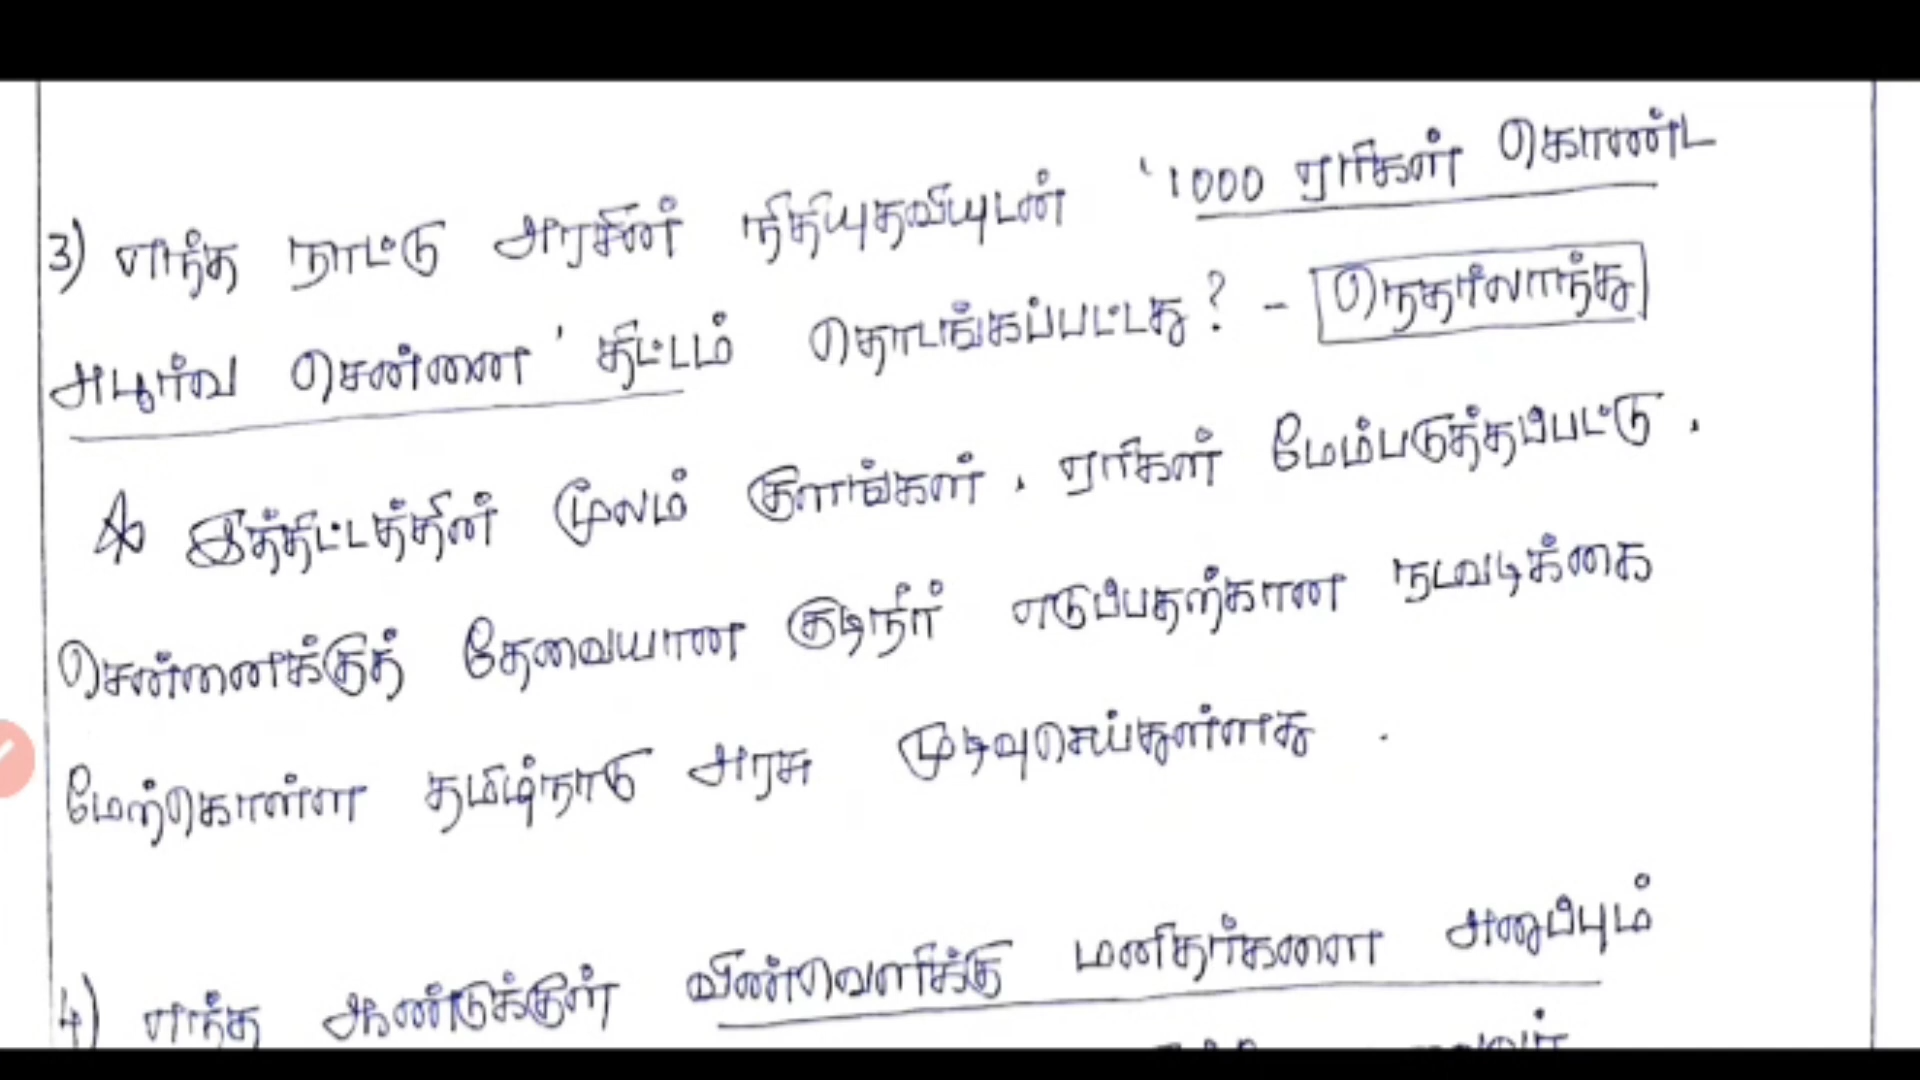 3) எந்த நாட்டு அரசின் நிதியுதவியுடன் '1000 ஏரிகள் கொண்ட
அபூர்வ சென்னை' திட்டம் தொடங்கப்பட்டது? - நெதர்லாந்து
இத்திட்டத்தின் மூலம் குளங்கள், ஏரிகள் மேம்படுத்தப்பட்டு,
சென்னைக்குத் தேவையான குடிநீர் எடுப்பதற்கான நடவடிக்கை
மேற்கொள்ள தமிழ்நாடு அரசு முடிவுசெய்துள்ளது.
4) எந்த ஆண்டுக்குள் விண்வெளிக்கு மனிதர்களை அனுப்பும்